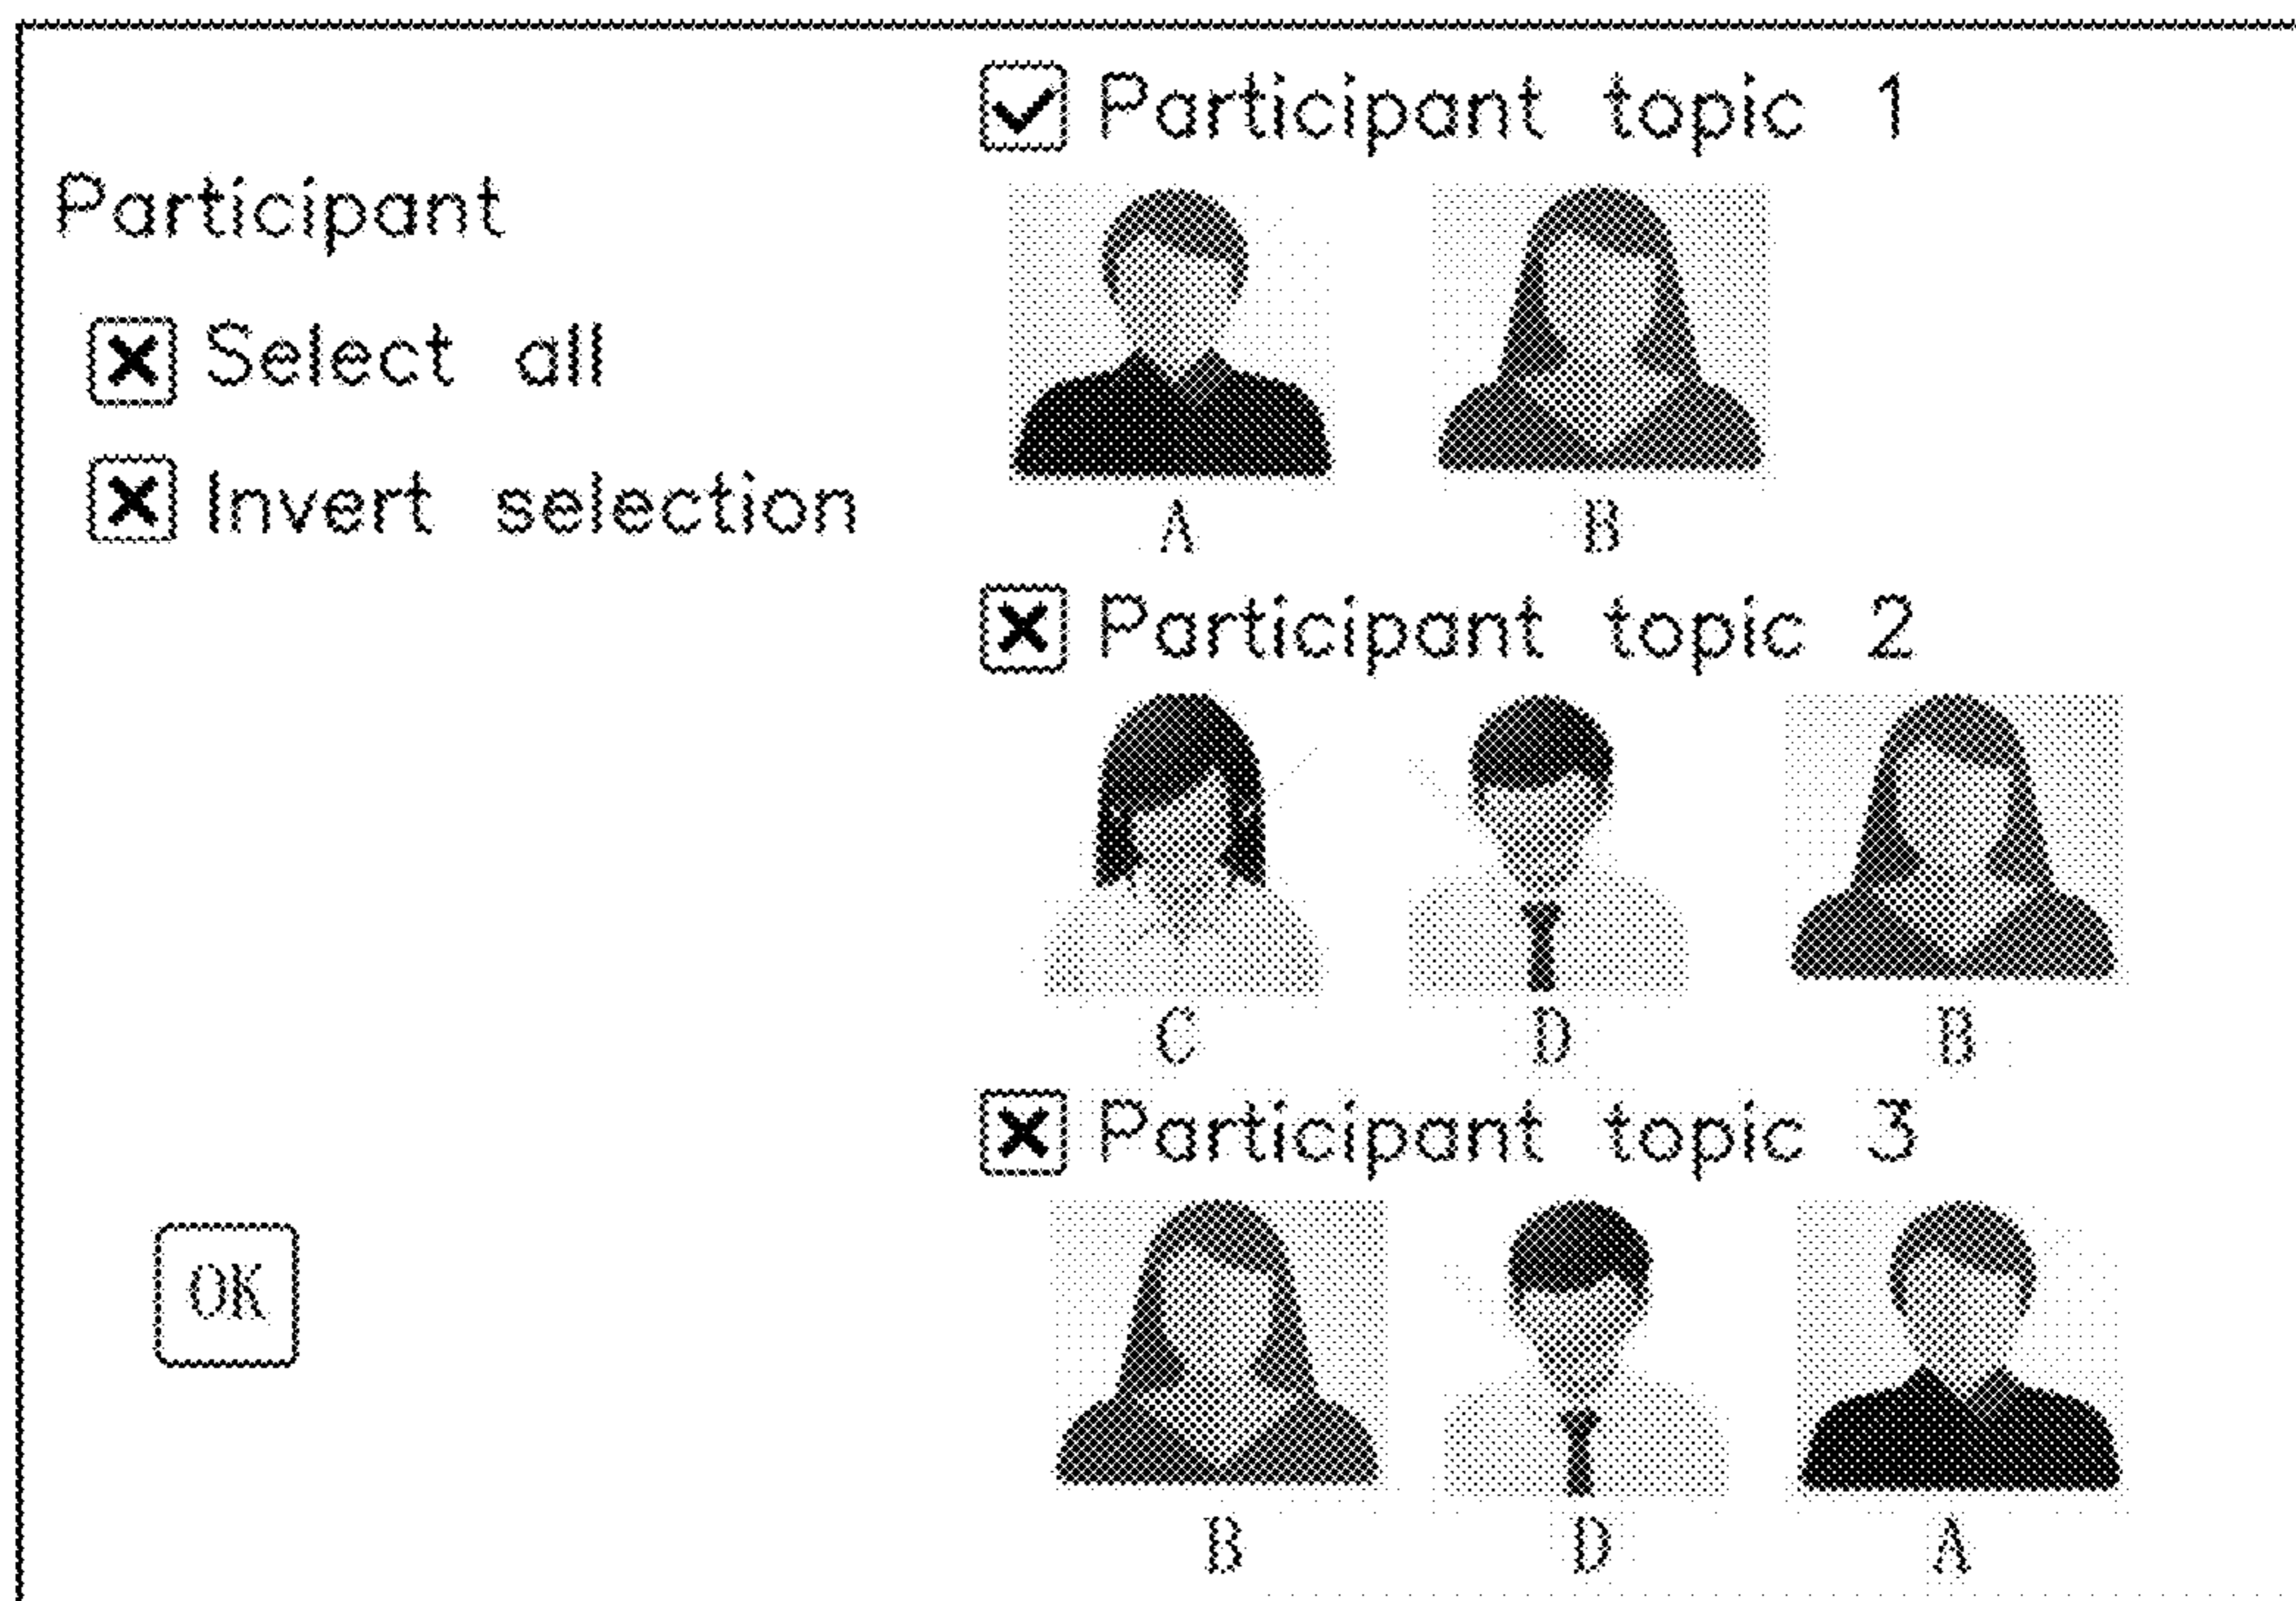 Participant
Select all
Invert selection
OK
Participant topic 1
A B
Participant topic 2
C D B
Participant topic 3
B D A